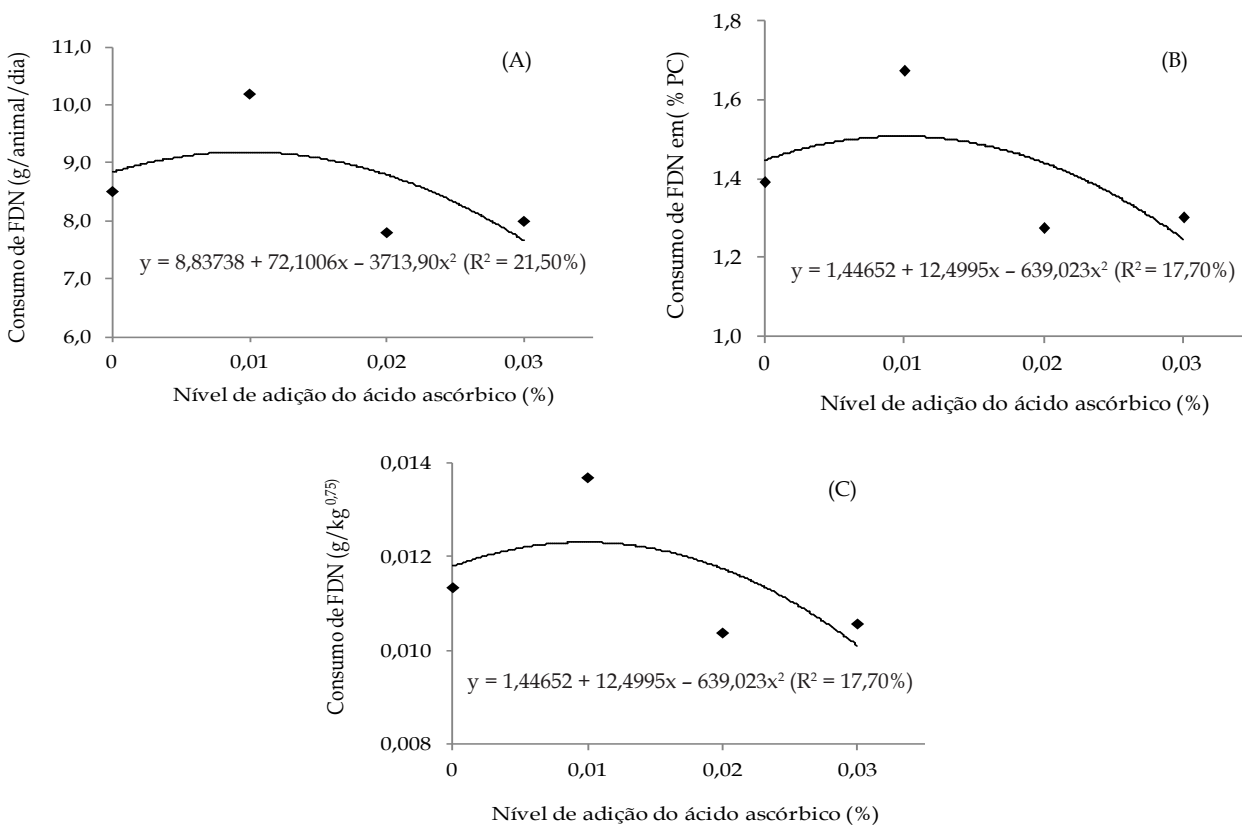 Consumo de FDN (g/animal/dia)
11,0
10,0
9,0
8,0
7,0
6,0
(A)
y = 8,83738 + 72,1006x – 3713,90x² (R² = 21,50%)
0 0,01 0,02 0,03
Nível de adição do ácido ascórbico (%)
Consumo de FDN em( % PC)
1,8
1,6
1,4
1,2
1,0
(B)
y = 1,44652 + 12,4995x – 639,023x² (R² = 17,70%)
0 0,01 0,02 0,03
Nível de adição do ácido ascórbico (%)
Consumo de FDN (g/kg⁰,⁷⁵)
0,014
0,012
0,010
0,008
(C)
y = 1,44652 + 12,4995x – 639,023x² (R² = 17,70%)
0 0,01 0,02 0,03
Nível de adição do ácido ascórbico (%)